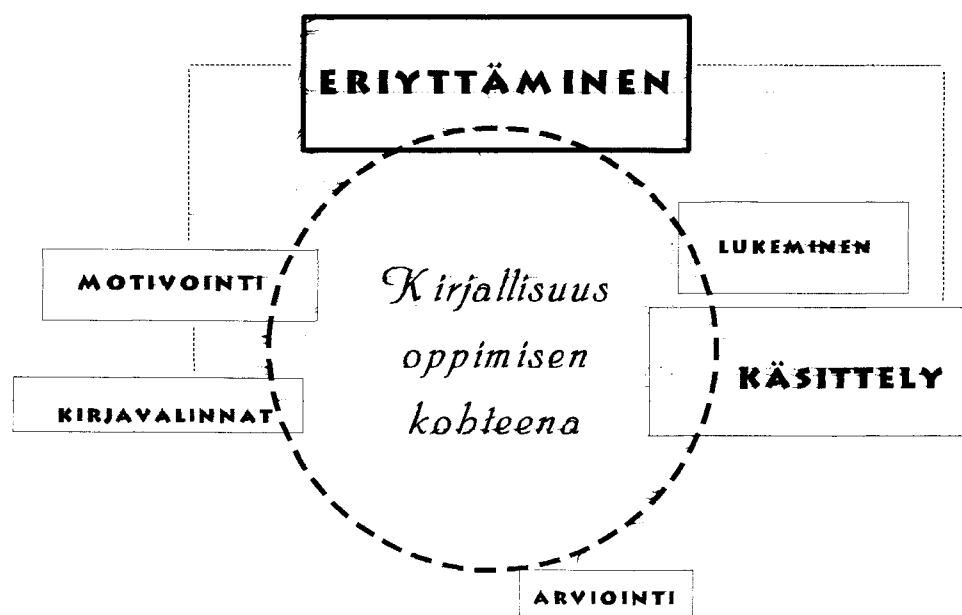 ERIYTTÄMINEN
LUKEMINEN
MOTIVOINTI
Kirjallisuus
oppimisen
kohteena
KÄSITTELY
KIRJAVALINNAT
ARVIOINTI